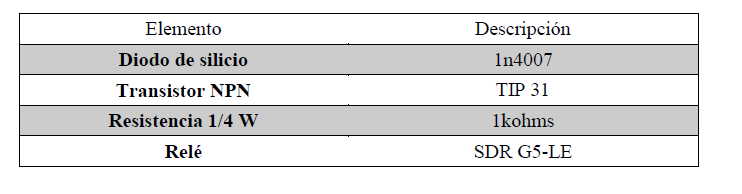 Elemento Descripción
Diodo de silicio 1n4007
Transistor NPN TIP 31
Resistencia 1/4 W 1kohms
Relé SDR G5-LE